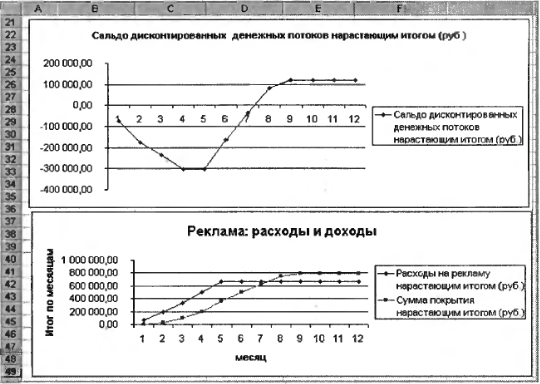 A B C D E F
21
22
23
24
25
26
27
28
29
30
31
32
33
34
35
36
37
38
39
40
41
42
43
44
45
46
47
48
49
Сальдо дисконтированных денежных потоков нарастающим итогом (руб )
200 000,00
100 000,00
0,00
-100 000,00
-200 000,00
-300 000,00
-400 000,00
1 2 3 4 5 6 7 8 9 10 11 12
Сальдо дисконтированных
денежных потоков
нарастающим итогом (руб )
Реклама: расходы и доходы
Итог по месяцам
1 000 000,00
800 000,00
600 000,00
400 000,00
200 000,00
0,00
1 2 3 4 5 6 7 8 9 10 11 12
месяц
Расходы на рекламу
нарастающим итогом (руб )
Сумма покрытия
нарастающим итогом (руб )